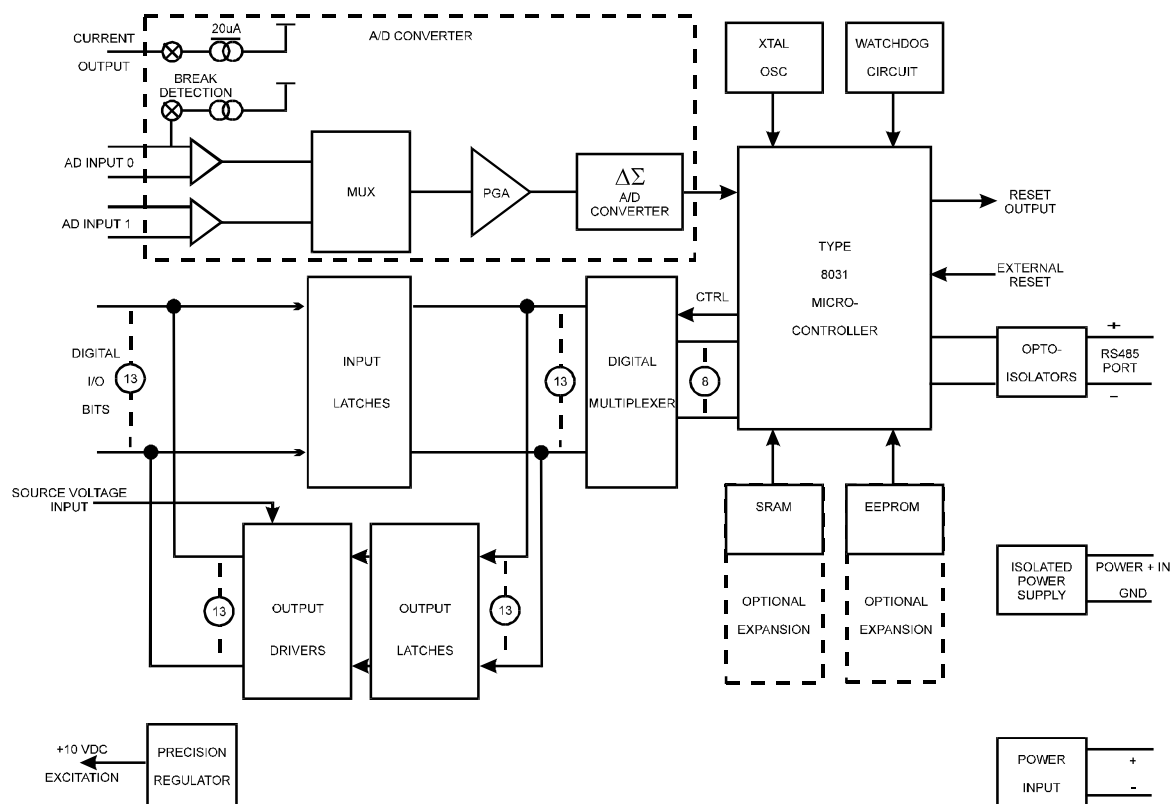 CURRENT
OUTPUT
20uA
A/D CONVERTER
BREAK
DETECTION
AD INPUT 0
AD INPUT 1
MUX
PGA
ΔΣ
A/D
CONVERTER
XTAL
OSC
WATCHDOG
CIRCUIT
TYPE
8031
MICRO-
CONTROLLER
RESET
OUTPUT
EXTERNAL
RESET
CTRL
OPTO-
ISOLATORS
+
RS485
PORT
–
DIGITAL
I/O
BITS
13
INPUT
LATCHES
13
DIGITAL
MULTIPLEXER
8
SOURCE VOLTAGE
INPUT
13
OUTPUT
DRIVERS
OUTPUT
LATCHES
13
SRAM
OPTIONAL
EXPANSION
EEPROM
OPTIONAL
EXPANSION
ISOLATED
POWER
SUPPLY
POWER + IN
GND
+10 VDC
EXCITATION
PRECISION
REGULATOR
POWER
INPUT
+
-